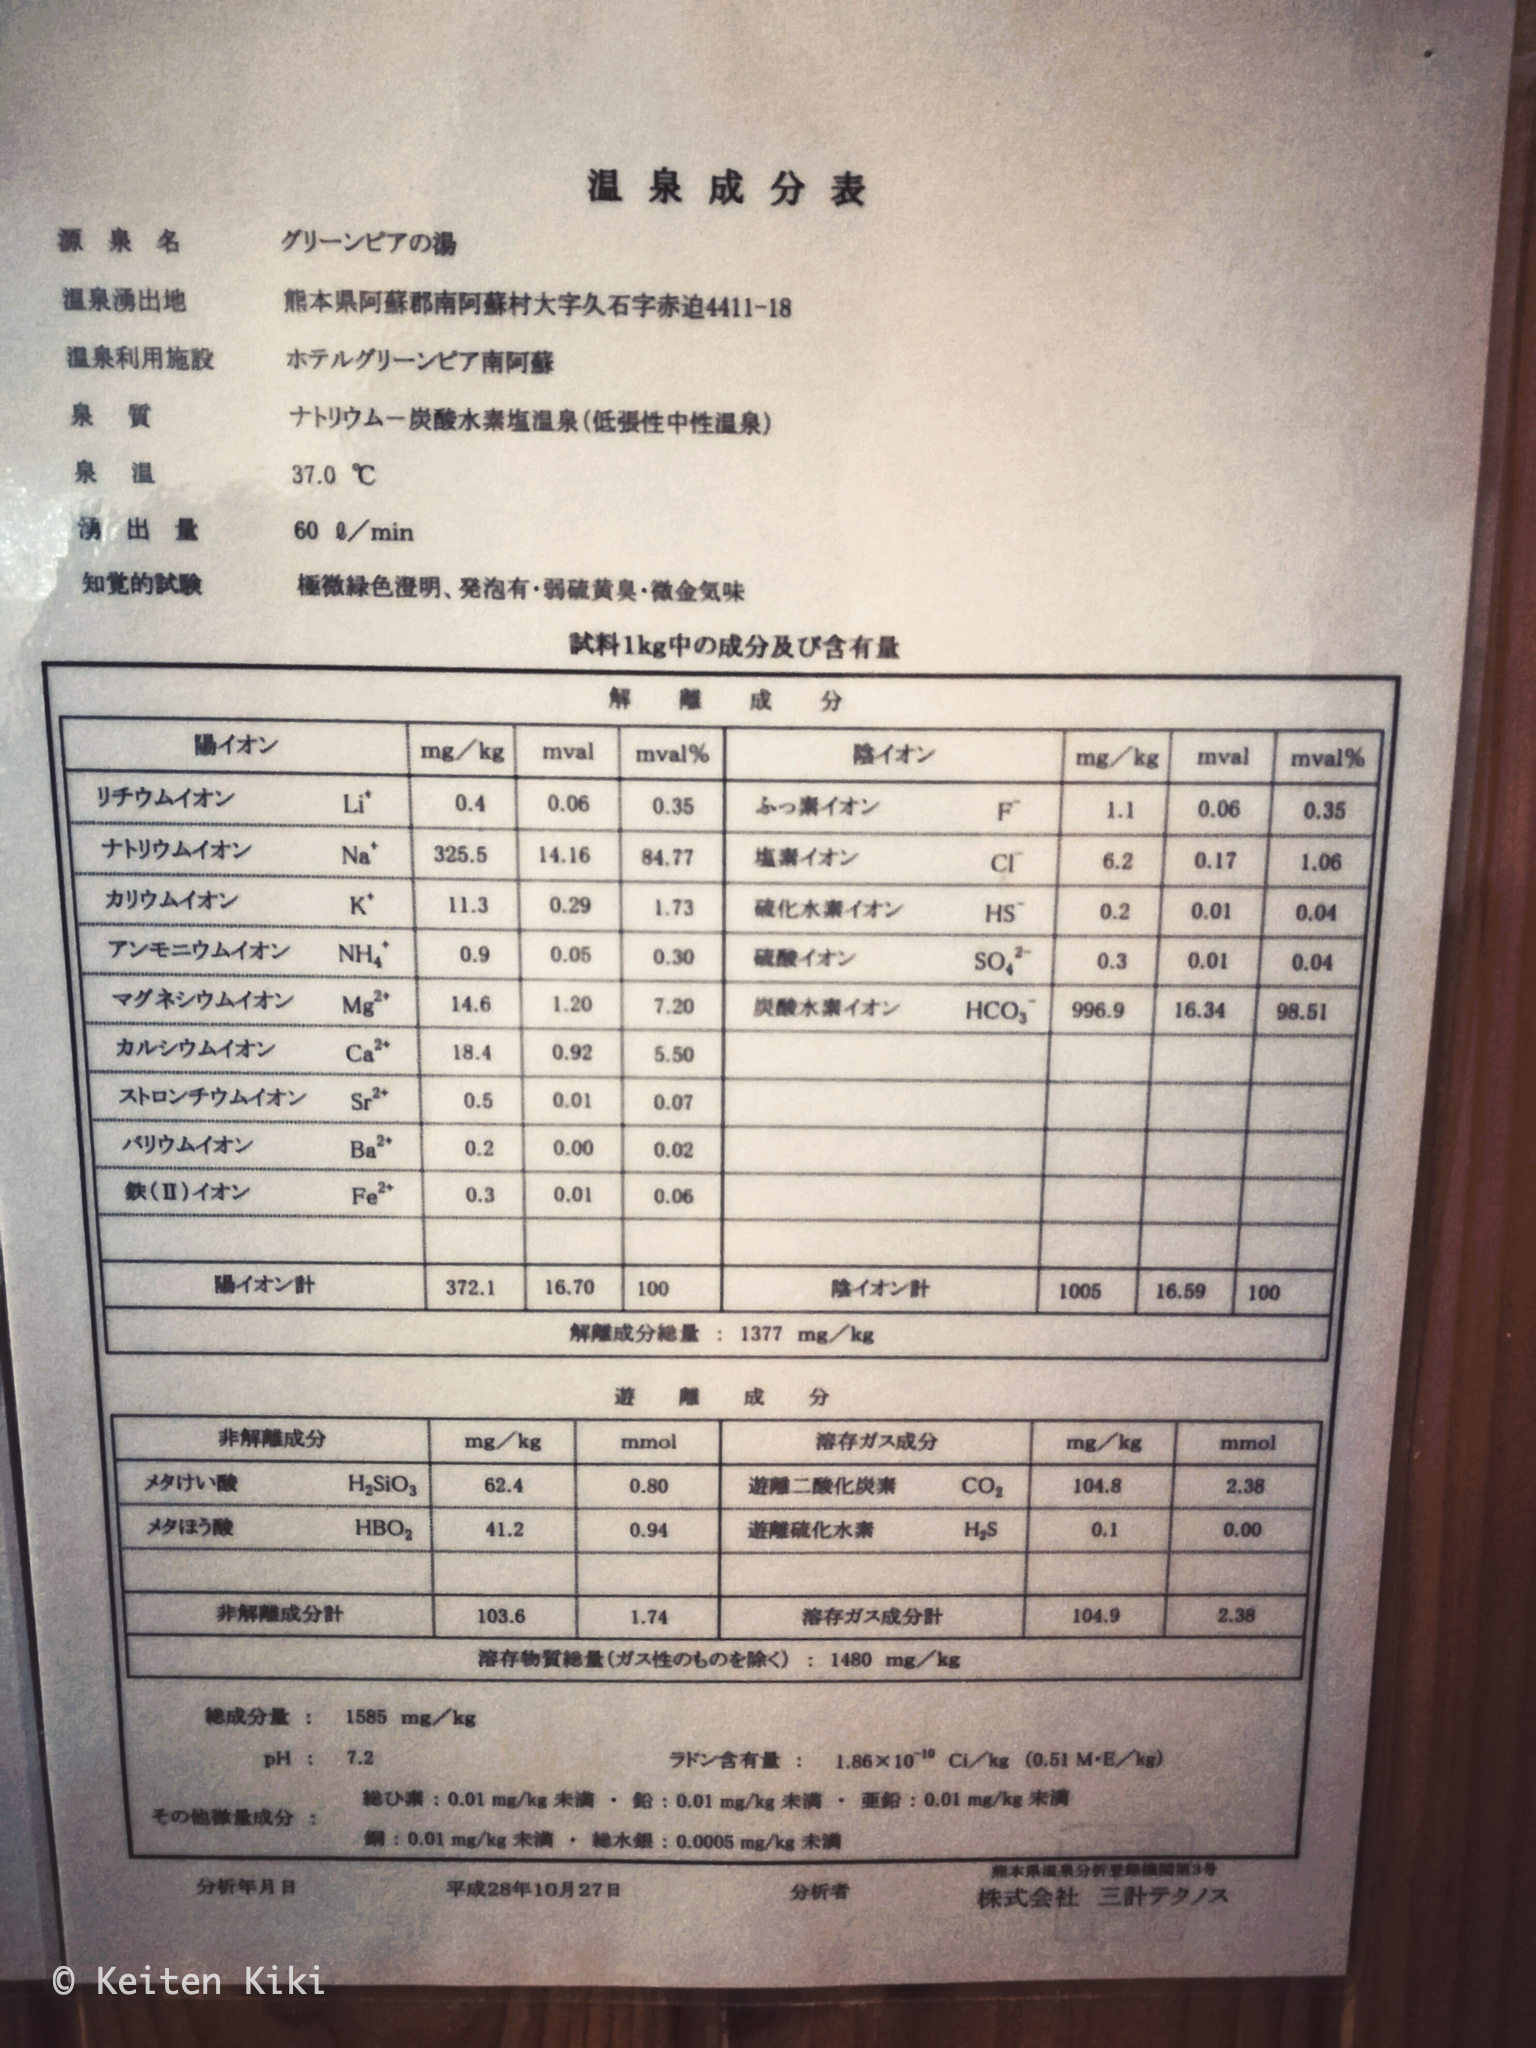 温泉成分表
源泉名 グリーンピアの湯
温泉湧出地 熊本県阿蘇郡南阿蘇村大字久石字赤迫4411-18
温泉利用施設 ホテルグリーンピア南阿蘇
泉質 ナトリウム－炭酸水素塩温泉(低張性中性温泉)
泉温 37.0 ℃
湧出量 60 ℓ/min
知覚的試験 極微緑色澄明、発泡有・弱硫黄臭・微金気味
試料1kg中の成分及び含有量
解離成分
陽イオン mg/kg mval mval% 陰イオン mg/kg mval mval%
リチウムイオン Li⁺ 0.4 0.06 0.35 ふっ素イオン F⁻ 1.1 0.06 0.35
ナトリウムイオン Na⁺ 325.5 14.16 84.77 塩素イオン Cl⁻ 6.2 0.17 1.06
カリウムイオン K⁺ 11.3 0.29 1.73 硫化水素イオン HS⁻ 0.2 0.01 0.04
アンモニウムイオン NH₄⁺ 0.9 0.05 0.30 硫酸イオン SO₄²⁻ 0.3 0.01 0.04
マグネシウムイオン Mg²⁺ 14.6 1.20 7.20 炭酸水素イオン HCO₃⁻ 996.9 16.34 98.51
カルシウムイオン Ca²⁺ 18.4 0.92 5.50
ストロンチウムイオン Sr²⁺ 0.5 0.01 0.07
バリウムイオン Ba²⁺ 0.2 0.00 0.02
鉄(Ⅱ)イオン Fe²⁺ 0.3 0.01 0.06
陽イオン計 372.1 16.70 100 陰イオン計 1005 16.59 100
解離成分総量 : 1377 mg/kg
遊離成分
非解離成分 mg/kg mmol 溶存ガス成分 mg/kg mmol
メタけい酸 H₂SiO₃ 62.4 0.80 遊離二酸化炭素 CO₂ 104.8 2.38
メタほう酸 HBO₂ 41.2 0.94 遊離硫化水素 H₂S 0.1 0.00
非解離成分計 103.6 1.74 溶存ガス成分計 104.9 2.38
溶存物質総量(ガス性のものを除く) : 1480 mg/kg
総成分量 : 1585 mg/kg
pH : 7.2 ラドン含有量 : 1.86×10⁻¹⁰ Ci/kg (0.51 M・E/kg)
総ひ素 : 0.01 mg/kg 未満 ・ 鉛 : 0.01 mg/kg 未満 ・ 亜鉛 : 0.01 mg/kg 未満
その他微量成分 :
銅 : 0.01 mg/kg 未満 ・ 総水銀 : 0.0005 mg/kg 未満
熊本県温泉分析登録機関第3号
分析年月日 平成28年10月27日 分析者 株式会社 三計テクノス
© Keiten Kiki